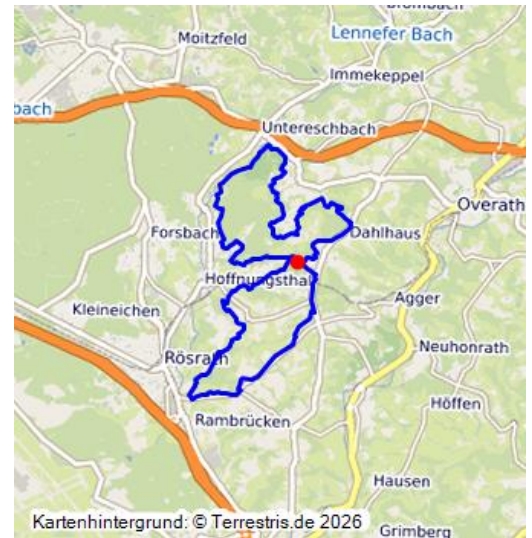 Brombach
Moitzfeld
Lennefer Bach
Immekeppel
bach
Untereschbach
Overath
Forsbach
Dahlhaus
Hoffnungsthal
Kleineichen
Agger
Rösrath
Neuhonrath
Rambrücken
Höffen
Hausen
Kartenhintergrund: © Terrestris.de 2026
Grimberg